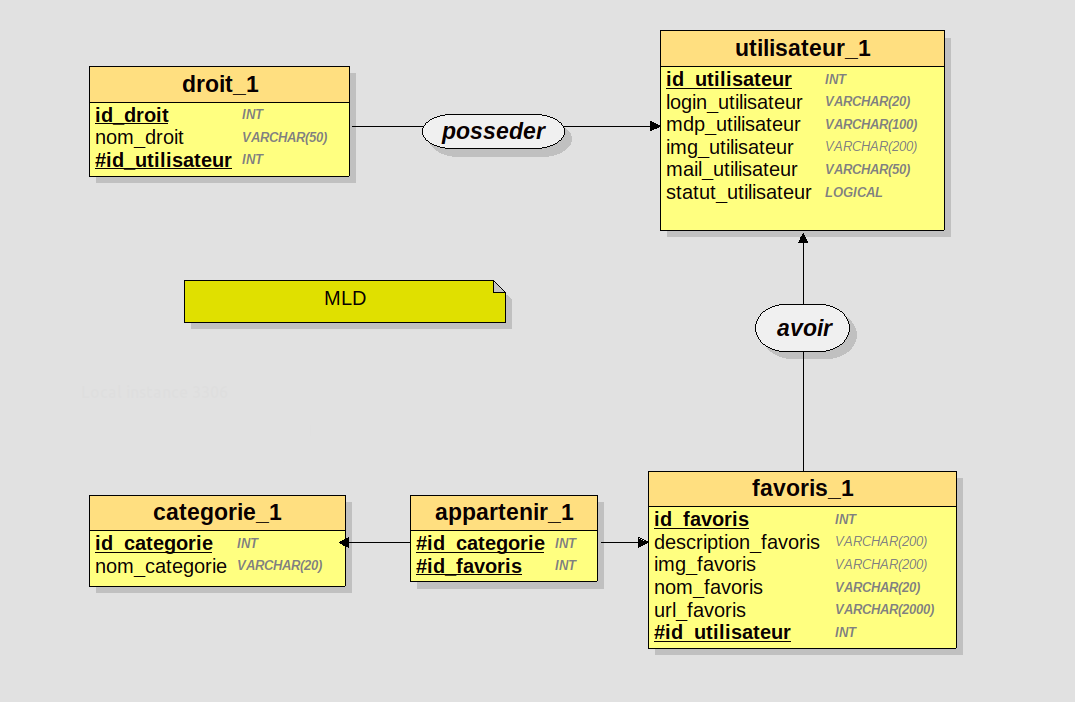 droit_1
id_droit INT
nom_droit VARCHAR(50)
#id_utilisateur INT
posseder
utilisateur_1
id_utilisateur INT
login_utilisateur VARCHAR(20)
mdp_utilisateur VARCHAR(100)
img_utilisateur VARCHAR(200)
mail_utilisateur VARCHAR(50)
statut_utilisateur LOGICAL
MLD
avoir
categorie_1
id_categorie INT
nom_categorie VARCHAR(20)
appartenir_1
#id_categorie INT
#id_favoris INT
favoris_1
id_favoris INT
description_favoris VARCHAR(200)
img_favoris VARCHAR(200)
nom_favoris VARCHAR(20)
url_favoris VARCHAR(2000)
#id_utilisateur INT